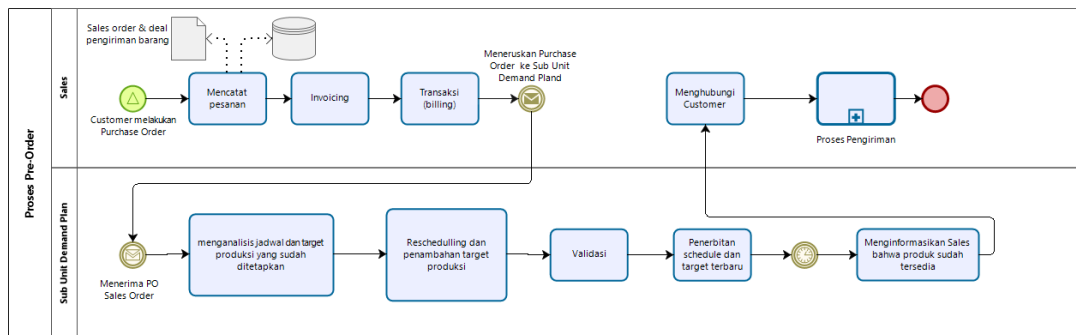 Proses Pre-Order
Sales
Sales order & deal
pengiriman barang
Customer melakukan
Purchase Order
Mencatat
pesanan
Invoicing
Transaksi
(billing)
Meneruskan Purchase
Order ke Sub Unit
Demand Pland
Menghubungi
Customer
Proses Pengiriman
Sub Unit Demand Plan
Menerima PO
Sales Order
menganalisis jadwal dan target
produksi yang sudah
ditetapkan
Reschedulling dan
penambahan target
produksi
Validasi
Penerbitan
schedule dan
target terbaru
Menginformasikan Sales
bahwa produk sudah
tersedia